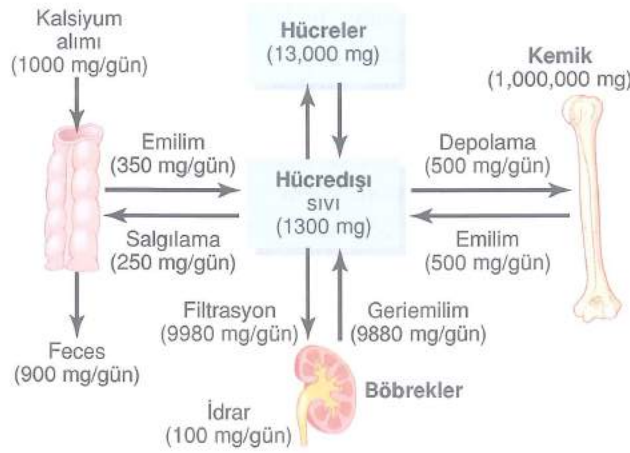 Kalsiyum
alımı
(1000 mg/gün)
Hücreler
(13,000 mg)
Kemik
(1,000,000 mg)
Emilim
(350 mg/gün)
Depolama
(500 mg/gün)
Hücredışı
sıvı
(1300 mg)
Salgılama
(250 mg/gün)
Emilim
(500 mg/gün)
Filtrasyon
(9980 mg/gün)
Geriemilim
(9880 mg/gün)
Feces
(900 mg/gün)
Böbrekler
İdrar
(100 mg/gün)